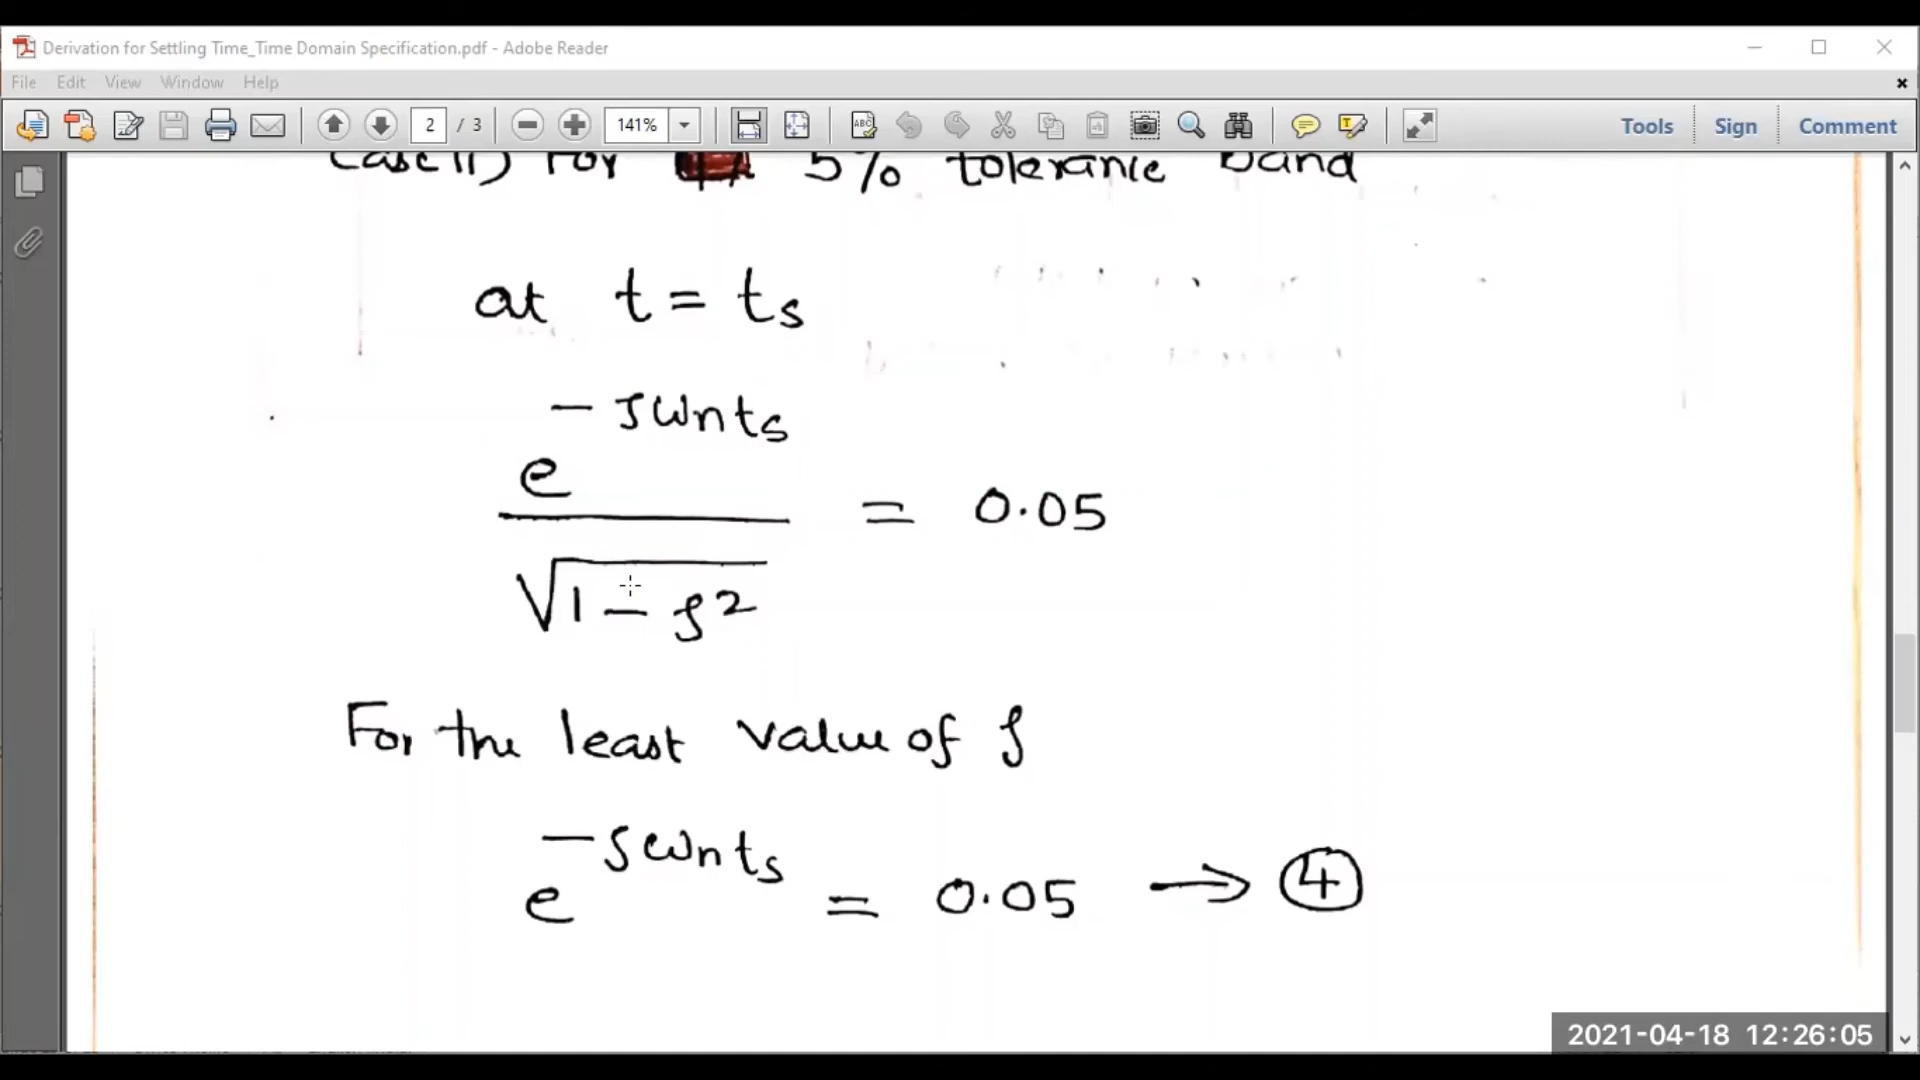 Derivation for Settling Time_Time Domain Specification.pdf - Adobe Reader
File Edit View Window Help
2 / 3 141% Tools Sign Comment
Case ii) For 5% tolerance band
at t = ts
e^-ζωnts / √1-ζ² = 0.05
For the least value of ζ
e^-ζωnts = 0.05 → ④
2021-04-18 12:26:05